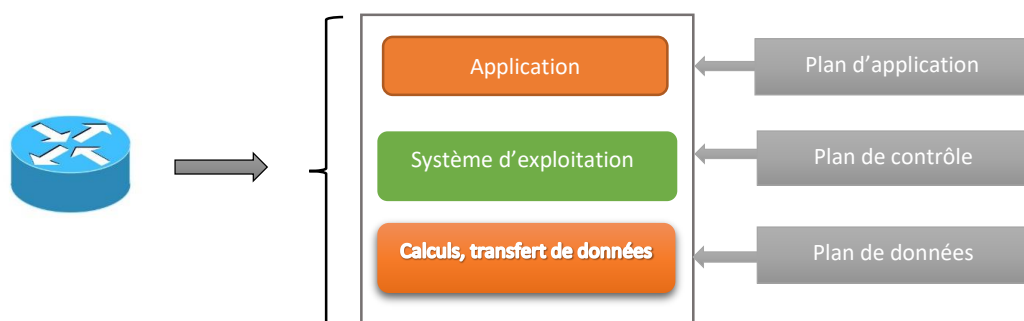 Application
Plan d’application
Système d’exploitation
Plan de contrôle
Calculs, transfert de données
Plan de données